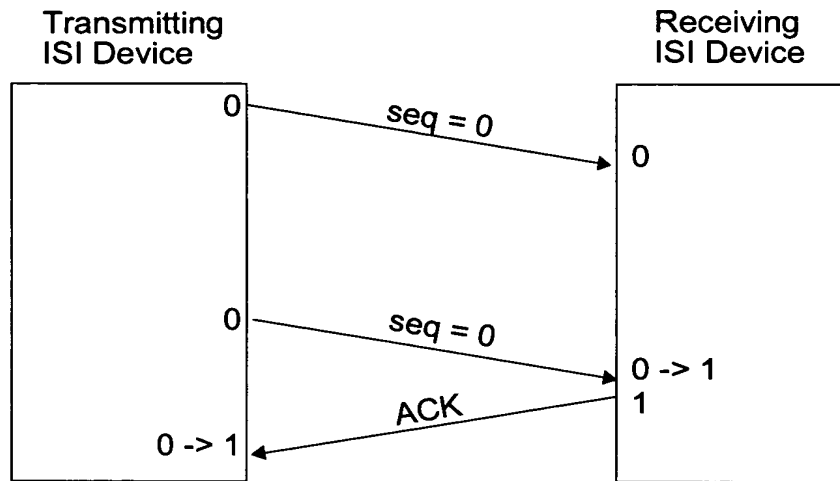 Transmitting
ISI Device
Receiving
ISI Device
0
seq = 0
0
0
seq = 0
0 -> 1
1
ACK
0 -> 1